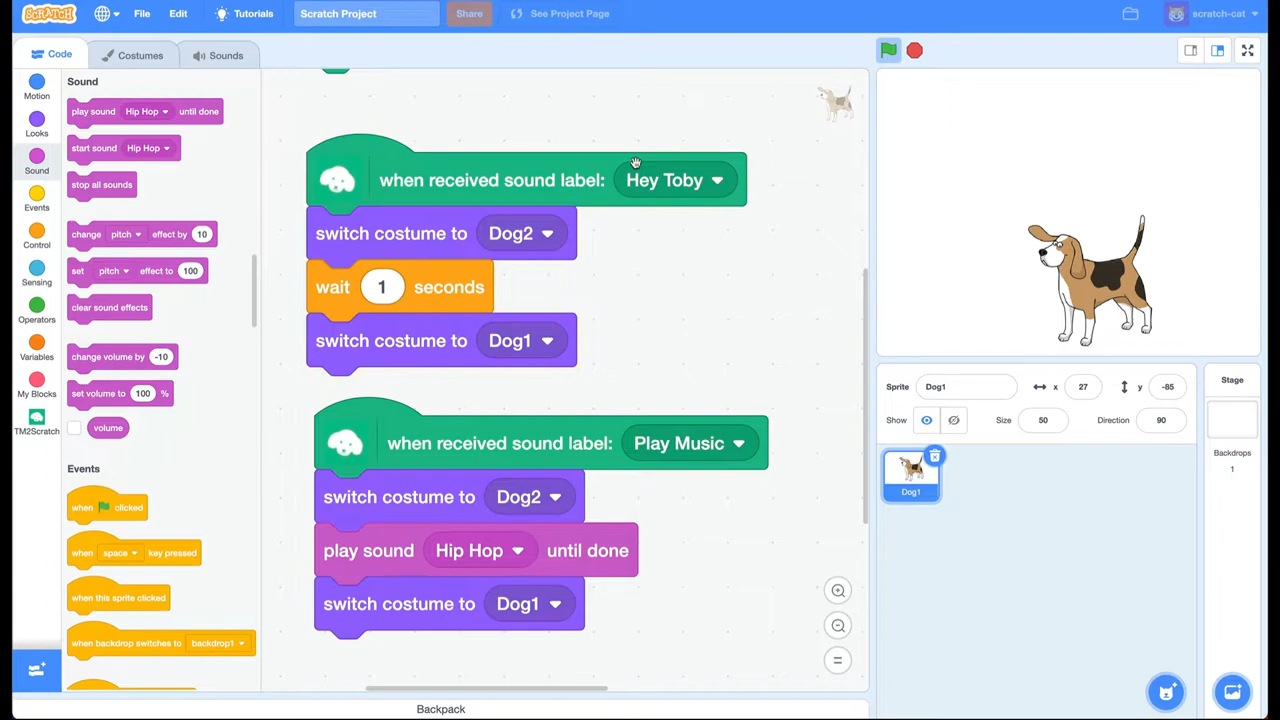 SCRATCH
File
Edit
Tutorials
Scratch Project
Share
See Project Page
scratch-cat
Code
Costumes
Sounds
Motion
Looks
Sound
Events
Control
Sensing
Operators
Variables
My Blocks
TM2Scratch
Sound
play sound Hip Hop until done
start sound Hip Hop
stop all sounds
change pitch effect by 10
set pitch effect to 100
clear sound effects
change volume by -10
set volume to 100 %
volume
Events
when clicked
when space key pressed
when this sprite clicked
when backdrop switches to backdrop1
when received sound label: Hey Toby
switch costume to Dog2
wait 1 seconds
switch costume to Dog1
when received sound label: Play Music
switch costume to Dog2
play sound Hip Hop until done
switch costume to Dog1
Backpack
Sprite Dog1 x 27 y -85
Show Size 50 Direction 90
Dog1
Stage
Backdrops
1